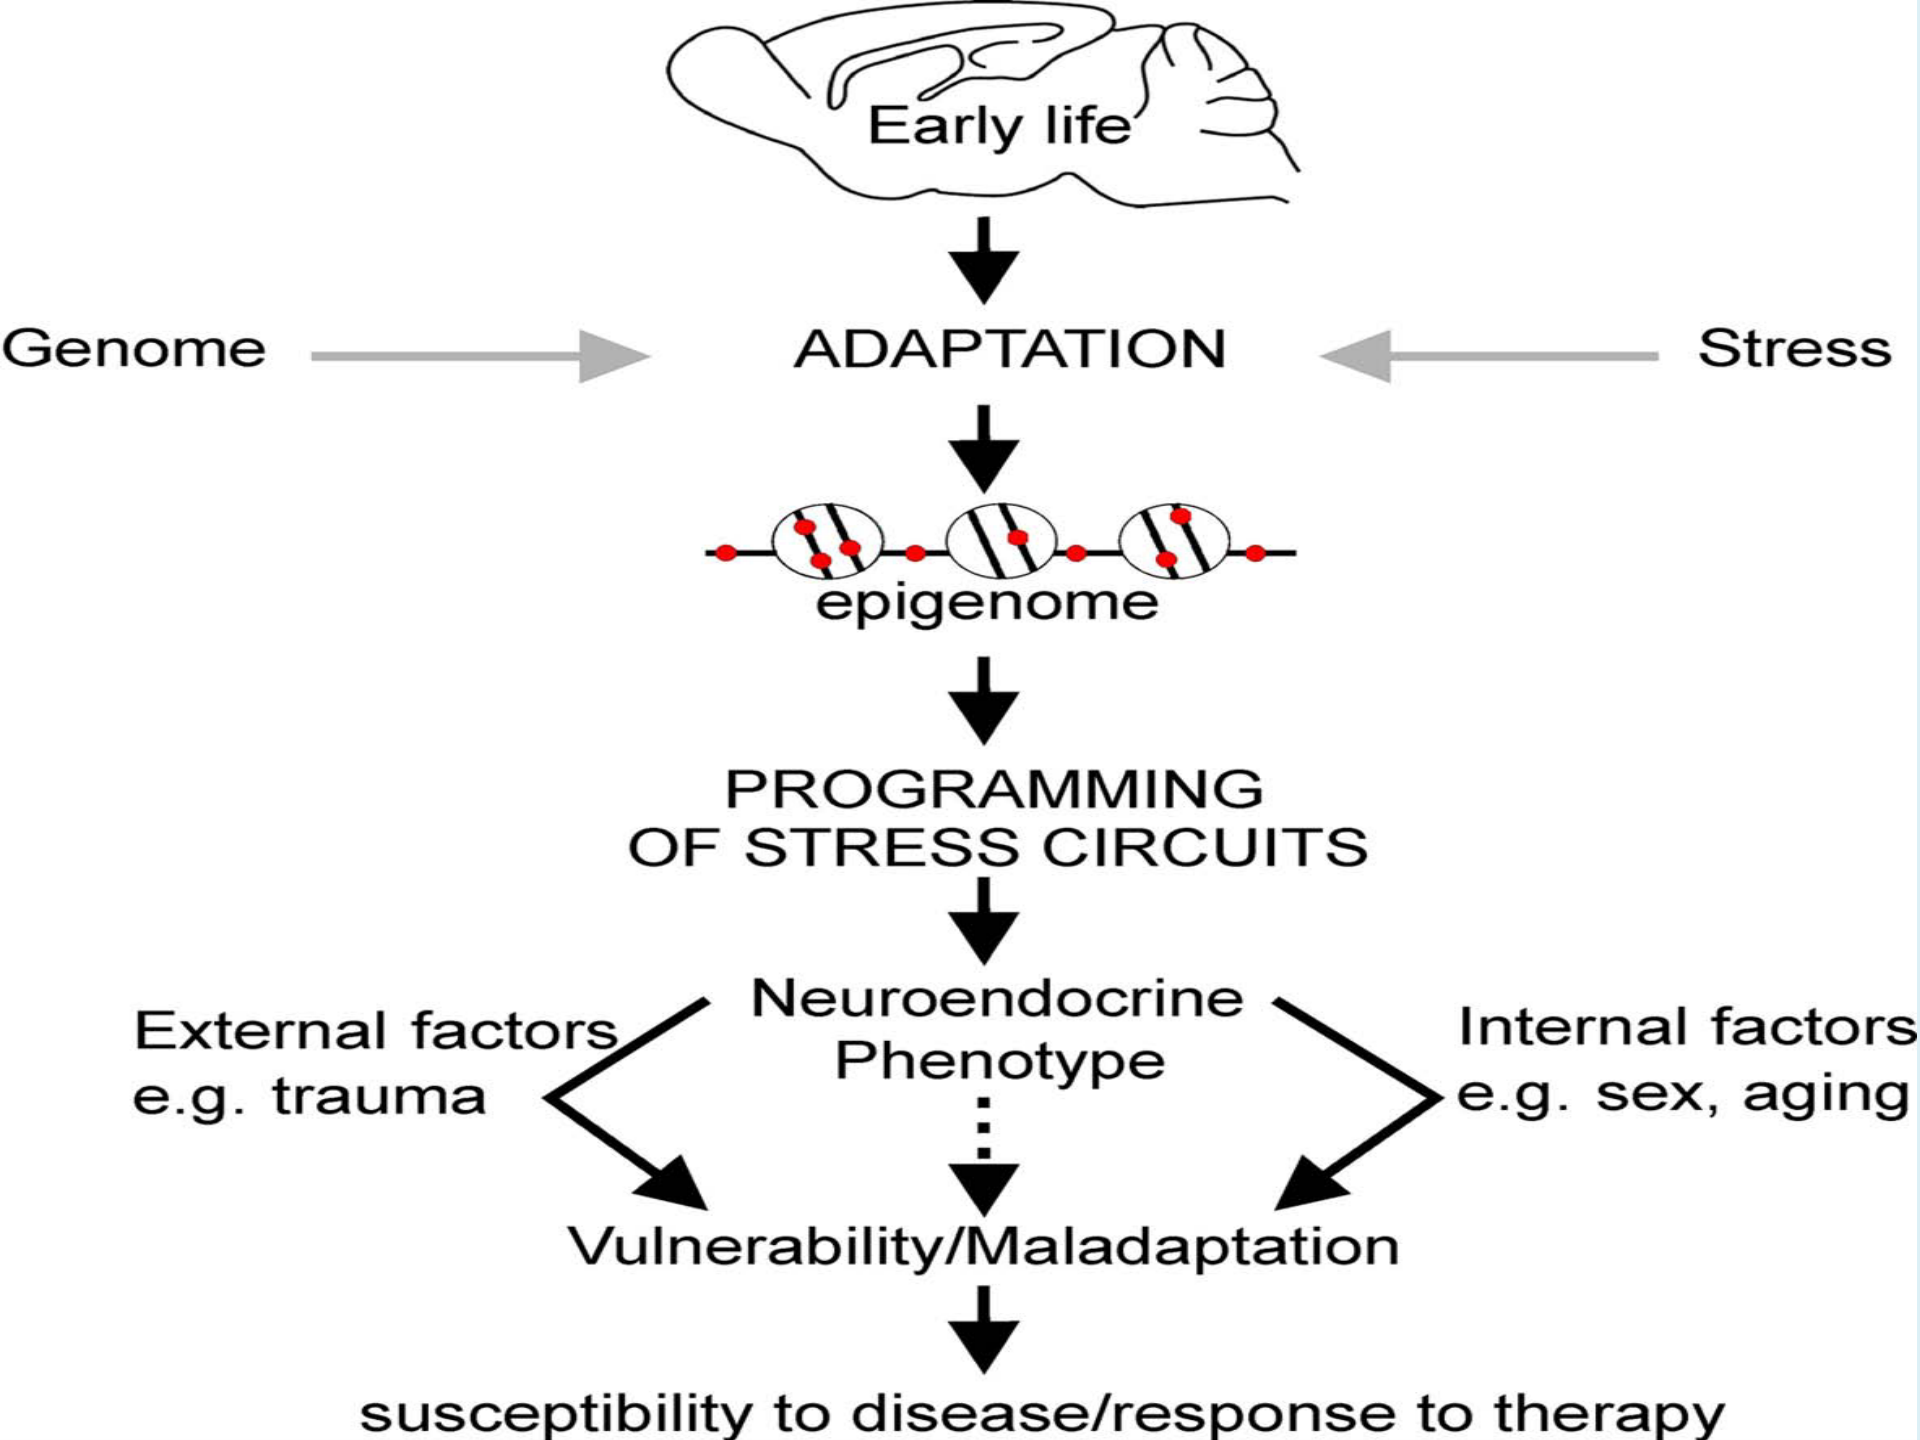 Early life
Genome
ADAPTATION
Stress
epigenome
PROGRAMMING
OF STRESS CIRCUITS
Neuroendocrine
Phenotype
External factors
e.g. trauma
Internal factors
e.g. sex, aging
Vulnerability/Maladaptation
susceptibility to disease/response to therapy